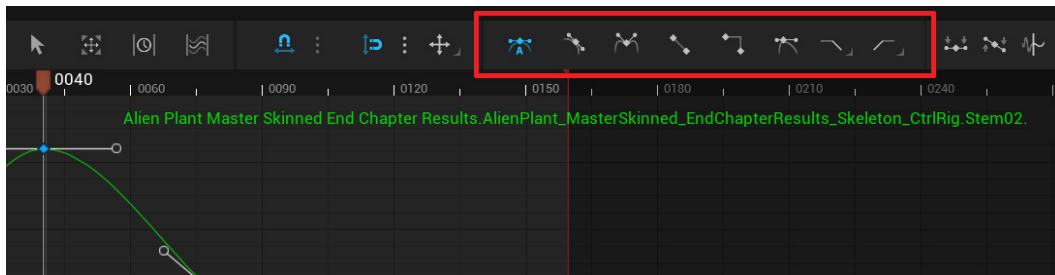 A
0040
0030 0060 0090 0120 0150 0180 0210 0240
Alien Plant Master Skinned End Chapter Results.AlienPlant_MasterSkinned_EndChapterResults_Skeleton_CtrlRig.Stem02.